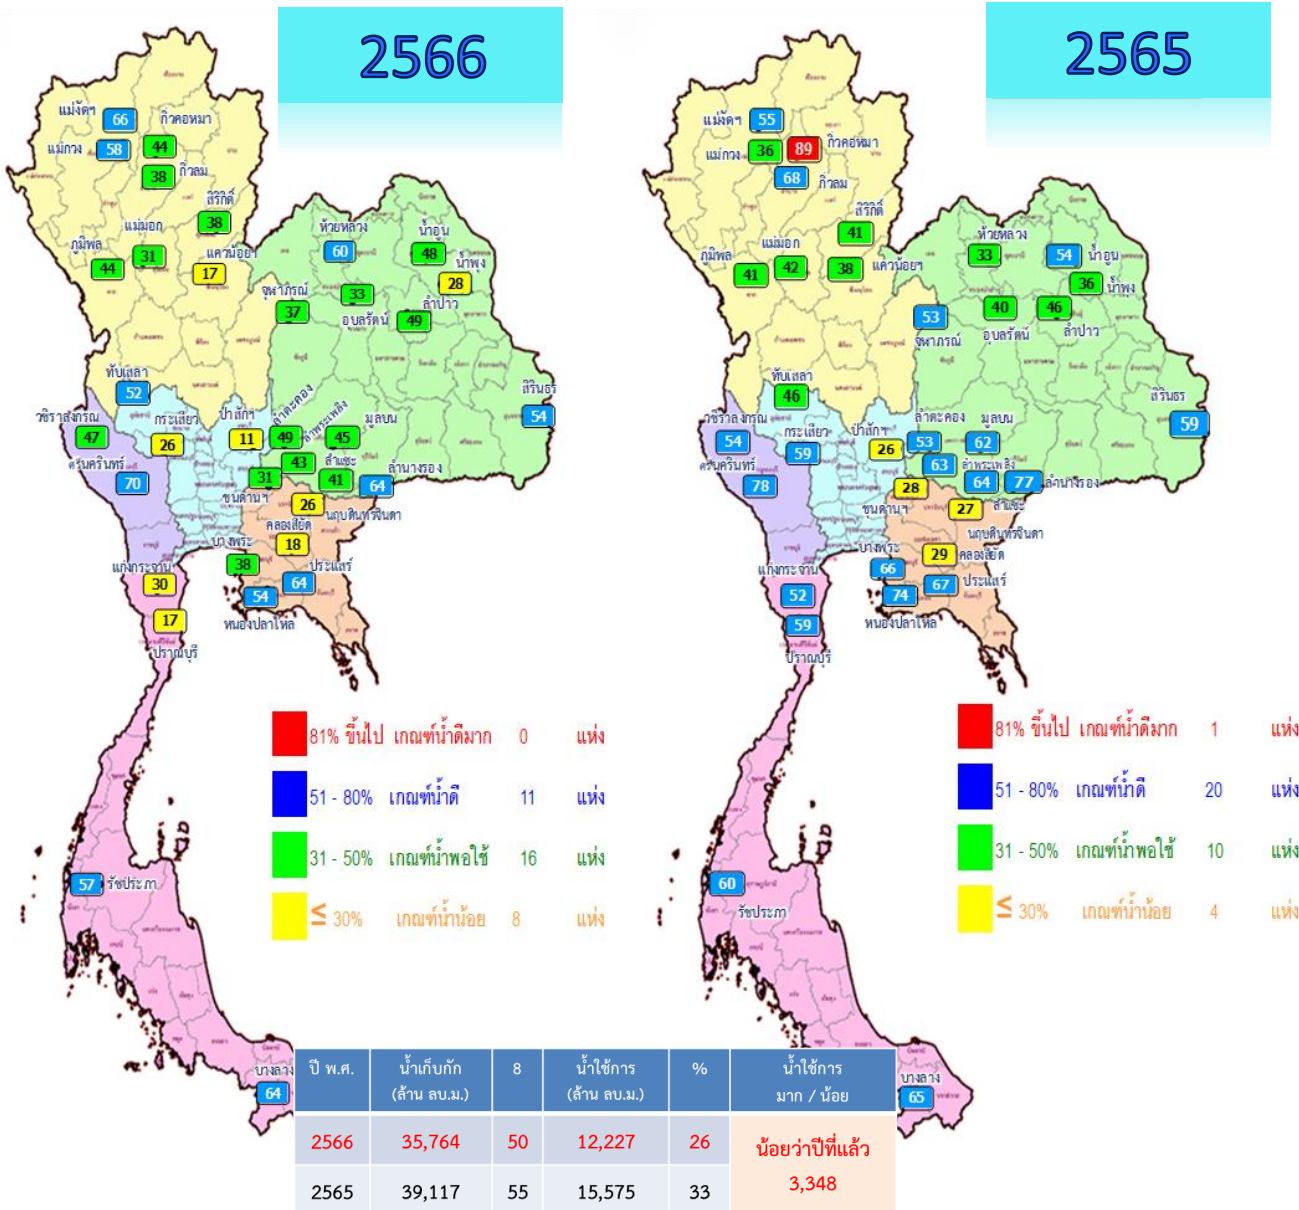 2566
แม่งัดฯ
66
กิ่วคอหมา
แม่กวง
58
44
38
กิ่วลม
สิริกิติ์
38
แม่มอก
ภูมิพล
31
แควน้อยฯ
44
17
ห้วยหลวง
น้ำอูน
60
48
น้ำพุง
28
จุฬาภรณ์
33
37
ลำปาว
อุบลรัตน์
49
ทับเสลา
52
สิรินธร
54
วชิราลงกรณ
47
กระเสียว
26
ป่าสักฯ
11
ลำตะคอง
49
ลำพระเพลิง
45
มูลบน
43
ลำแซะ
ศรีนครินทร์
70
31
41
ลำนางรอง
64
ขุนด่านฯ
26
นฤบดินทรจินดา
คลองสียัด
18
บางพระ
38
ประแสร์
64
54
หนองปลาไหล
แก่งกระจาน
30
17
ปราณบุรี
81% ขึ้นไป เกณฑ์น้ำดีมาก 0 แห่ง
51 - 80% เกณฑ์น้ำดี 11 แห่ง
31 - 50% เกณฑ์น้ำพอใช้ 16 แห่ง
≤ 30% เกณฑ์น้ำน้อย 8 แห่ง
57
รัชประภา
บางลาง
64
2565
แม่งัดฯ
55
แม่กวง
36
89
กิ่วคอหมา
68
กิ่วลม
สิริกิติ์
41
ภูมิพล
แม่มอก
41
42
38
แควน้อยฯ
ห้วยหลวง
33
54
น้ำอูน
36
น้ำพุง
53
40
46
จุฬาภรณ์
อุบลรัตน์
ลำปาว
ทับเสลา
46
สิรินธร
59
วชิราลงกรณ
54
กระเสียว
59
ป่าสักฯ
26
ลำตะคอง
53
มูลบน
62
ศรีนครินทร์
78
63
ลำพระเพลิง
64
77
ลำนางรอง
28
ลำแซะ
ขุนด่านฯ
27
นฤบดินทรจินดา
บางพระ
29
คลองสียัด
66
67
ประแสร์
74
หนองปลาไหล
แก่งกระจาน
52
59
ปราณบุรี
81% ขึ้นไป เกณฑ์น้ำดีมาก 1 แห่ง
51 - 80% เกณฑ์น้ำดี 20 แห่ง
31 - 50% เกณฑ์น้ำพอใช้ 10 แห่ง
≤ 30% เกณฑ์น้ำน้อย 4 แห่ง
60
รัชประภา
บางลาง
65
ปี พ.ศ. น้ำเก็บกัก 8 น้ำใช้การ % น้ำใช้การ
(ล้าน ลบ.ม.) (ล้าน ลบ.ม.) มาก / น้อย
2566 35,764 50 12,227 26 น้อยว่าปีที่แล้ว
3,348
2565 39,117 55 15,575 33